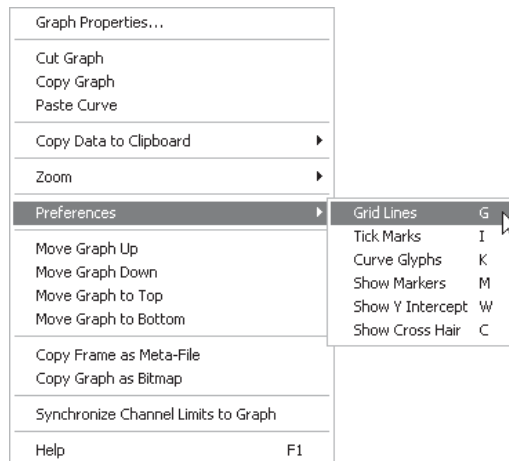 Graph Properties...
Cut Graph
Copy Graph
Paste Curve
Copy Data to Clipboard
Zoom
Preferences
Grid Lines G
Tick Marks I
Curve Glyphs K
Show Markers M
Show Y Intercept W
Show Cross Hair C
Move Graph Up
Move Graph Down
Move Graph to Top
Move Graph to Bottom
Copy Frame as Meta-File
Copy Graph as Bitmap
Synchronize Channel Limits to Graph
Help F1